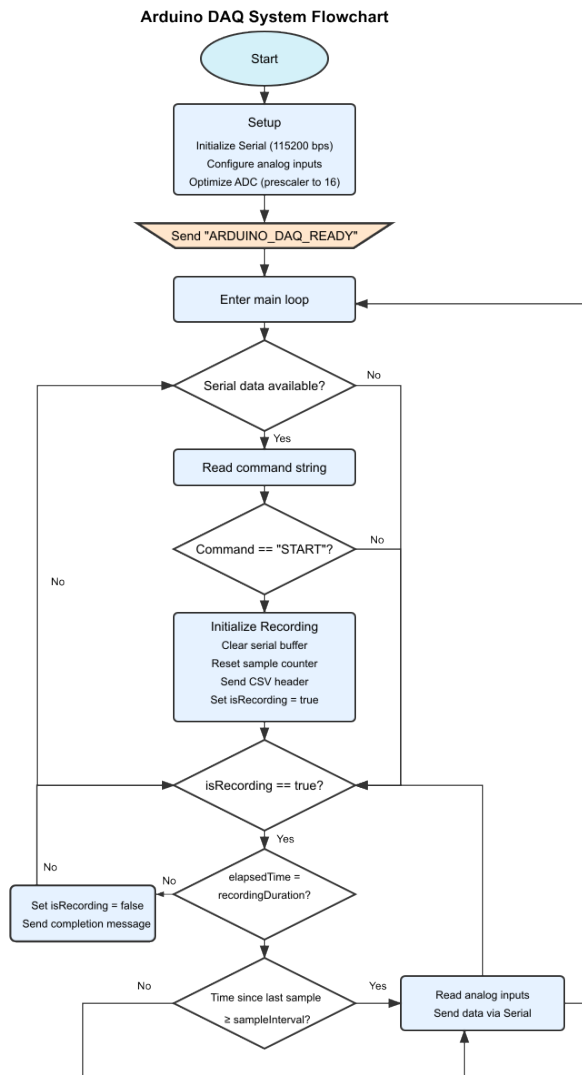 Arduino DAQ System Flowchart
Start
Setup
Initialize Serial (115200 bps)
Configure analog inputs
Optimize ADC (prescaler to 16)
Send "ARDUINO_DAQ_READY"
Enter main loop
Serial data available?
No
Yes
Read command string
Command == "START"?
No
No
Initialize Recording
Clear serial buffer
Reset sample counter
Send CSV header
Set isRecording = true
isRecording == true?
Yes
No
elapsedTime =
recordingDuration?
No
Set isRecording = false
Send completion message
No
Time since last sample
≥ sampleInterval?
Yes
Read analog inputs
Send data via Serial